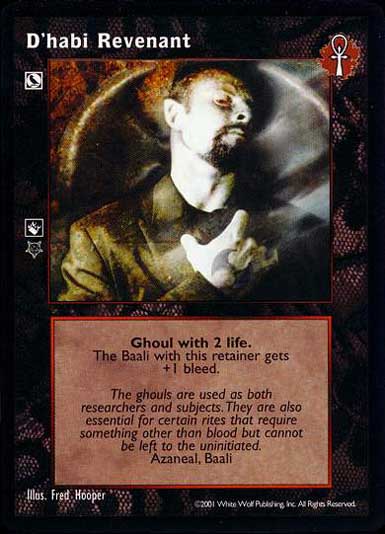 D'habi Revenant
Ghoul with 2 life.
The Baali with this retainer gets
+1 bleed.
The ghouls are used as both
researchers and subjects. They are also
essential for certain rites that require
something other than blood but cannot
be left to the uninitiated.
Azaneal, Baali
Illus. Fred Hooper
©2001 White Wolf Publishing, Inc. All Rights Reserved.